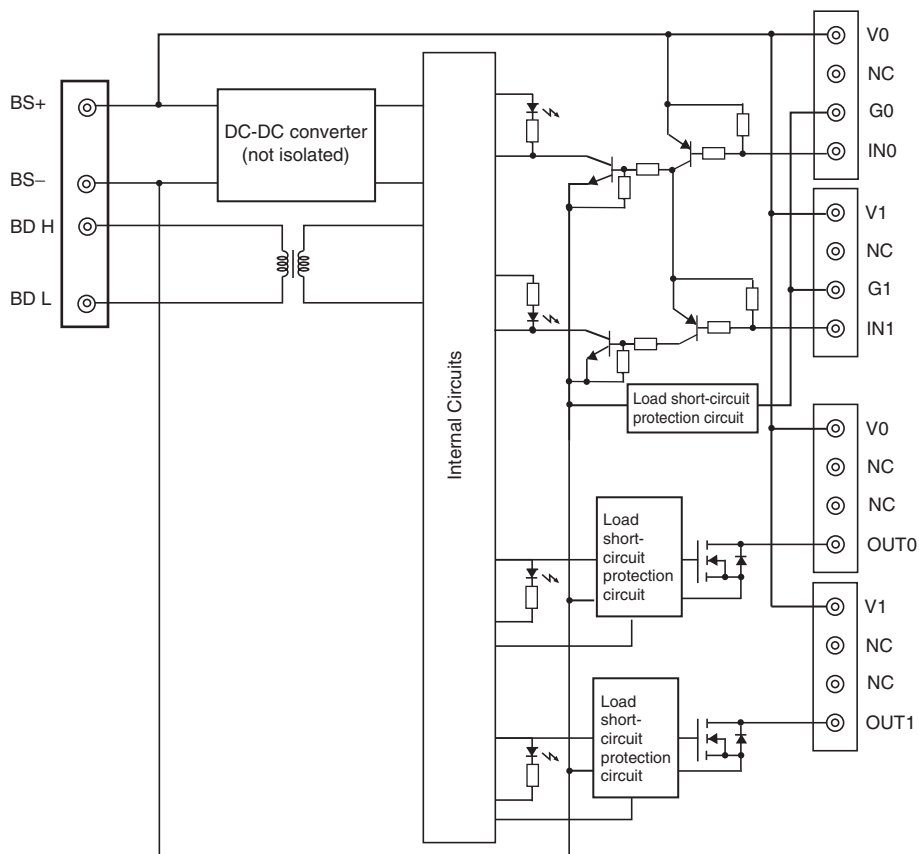 BS+
BS−
BD H
BD L
DC-DC converter
(not isolated)
Internal Circuits
V0
NC
G0
IN0
V1
NC
G1
IN1
Load short-circuit
protection circuit
V0
NC
NC
OUT0
Load
short-
circuit
protection
circuit
V1
NC
NC
OUT1
Load
short-
circuit
protection
circuit